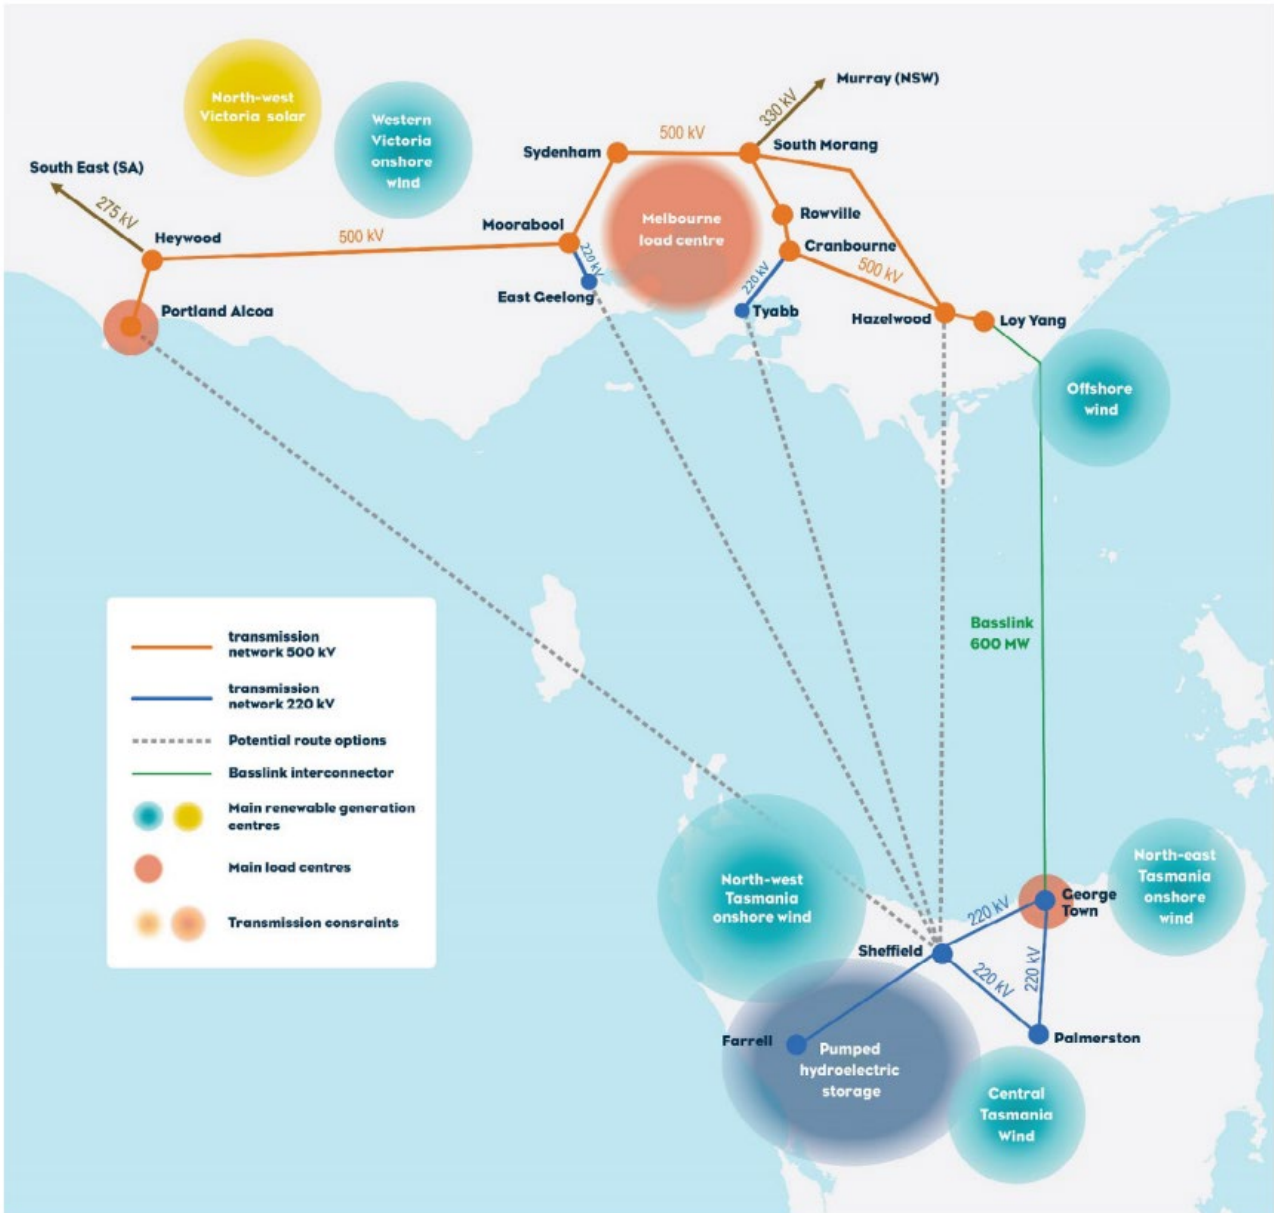 North-west
Victoria solar
Western
Victoria
onshore
wind
Murray (NSW)
330 kV
500 kV
Sydenham
South Morang
South East (SA)
275 kV
Melbourne
load centre
Rowville
Moorabool
Heywood
500 kV
Cranbourne
220 kV
220 kV
500 kV
East Geelong
Portland Alcoa
Tyabb
Hazelwood
Loy Yang
Offshore
wind
Basslink
600 MW
transmission
network 500 kV
transmission
network 220 kV
Potential route options
Basslink interconnector
Main renewable generation
centres
Main load centres
Transmission consraints
North-west
Tasmania
onshore wind
North-east
Tasmania
onshore
wind
George
Town
220 kV
Sheffield
220 kV
220 kV
Farrell
Palmerston
Pumped
hydroelectric
storage
Central
Tasmania
Wind